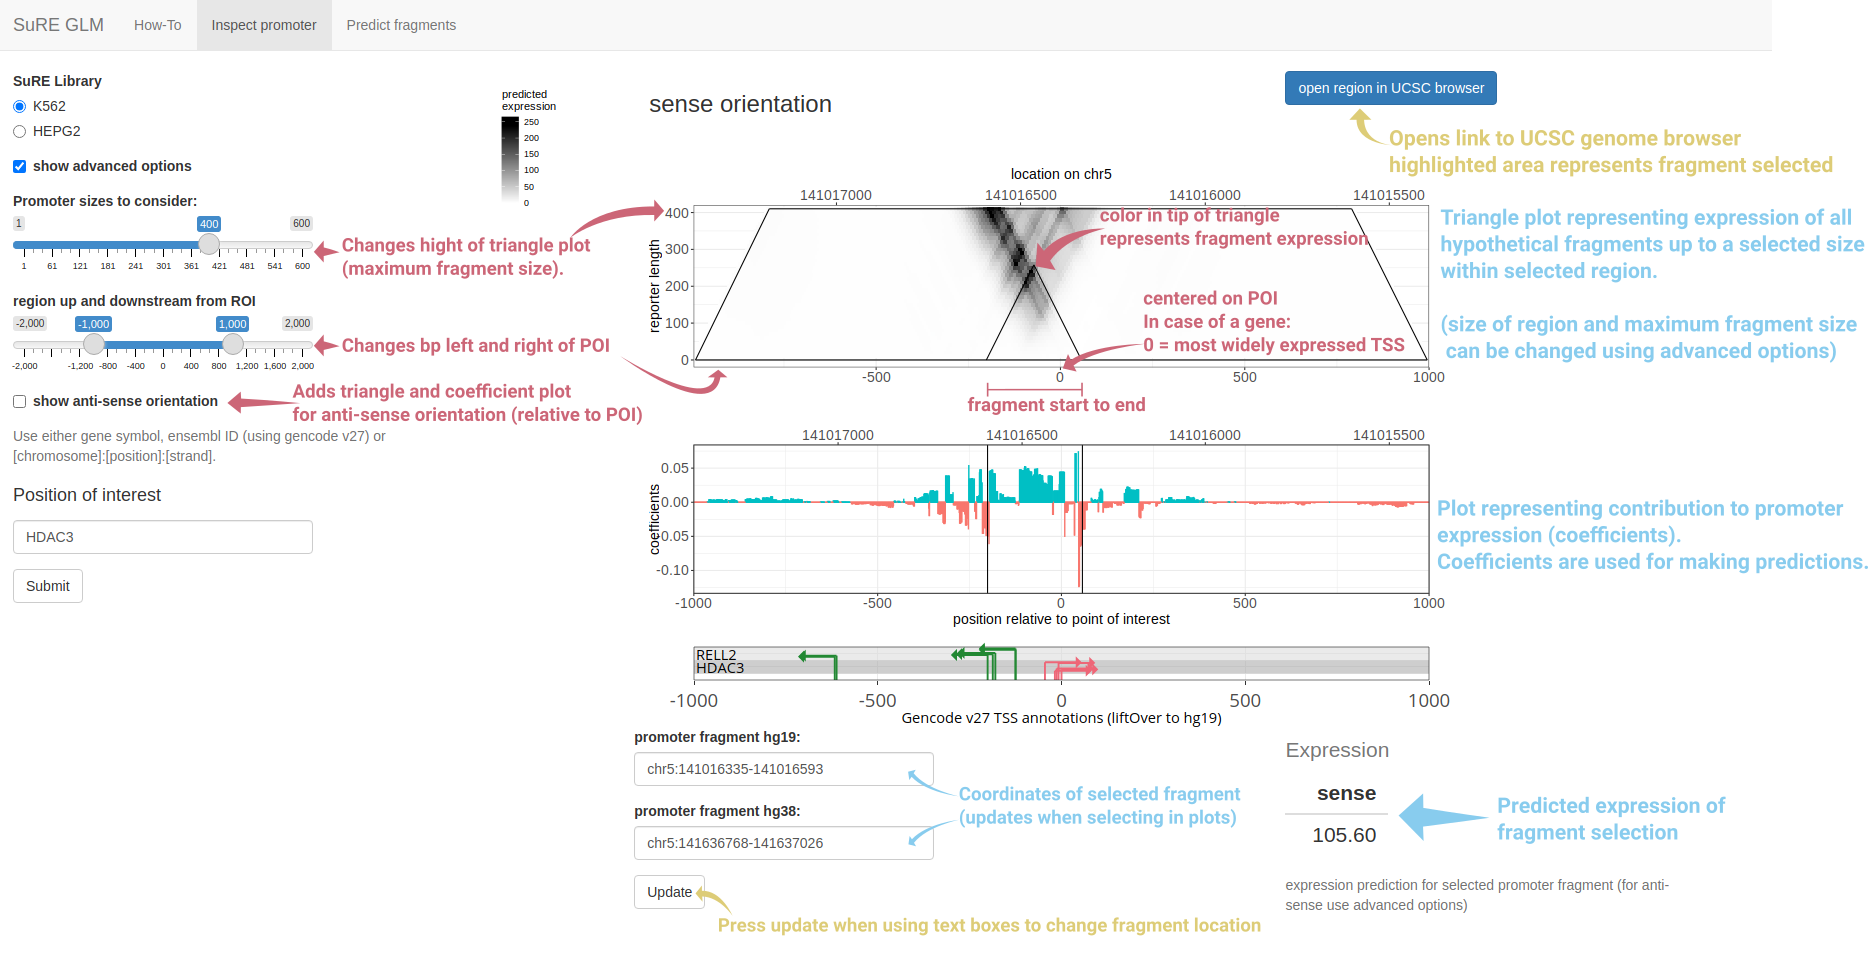 SuRE GLM
How-To
Inspect promoter
Predict fragments
SuRE Library
K562
HEPG2
show advanced options
Promoter sizes to consider:
1
400
600
1 61 121 181 241 301 361 421 481 541 600
Changes hight of triangle plot
(maximum fragment size).
region up and downstream from ROI
-2,000
-1,000
1,000
2,000
-2,000 -1,200 -800 -400 0 400 800 1,200 1,600 2,000
Changes bp left and right of POI
show anti-sense orientation
Adds triangle and coefficient plot
for anti-sense orientation (relative to POI)
Use either gene symbol, ensembl ID (using gencode v27) or
[chromosome]:[position]:[strand].
Position of interest
HDAC3
Submit
predicted
expression
250
200
150
100
50
0
sense orientation
open region in UCSC browser
Opens link to UCSC genome browser
highlighted area represents fragment selected
location on chr5
141017000 141016500 141016000 141015500
reporter length
400
300
200
100
0
color in tip of triangle
represents fragment expression
centered on POI
In case of a gene:
0 = most widely expressed TSS
-500 0 500 1000
fragment start to end
Triangle plot representing expression of all
hypothetical fragments up to a selected size
within selected region.
(size of region and maximum fragment size
can be changed using advanced options)
141017000 141016500 141016000 141015500
coefficients
0.05
0.00
-0.05
-0.10
-1000 -500 0 500 1000
position relative to point of interest
Plot representing contribution to promoter
expression (coefficients).
Coefficients are used for making predictions.
RELL2
HDAC3
-1000 -500 0 500 1000
Gencode v27 TSS annotations (liftOver to hg19)
promoter fragment hg19:
chr5:141016335-141016593
promoter fragment hg38:
chr5:141636768-141637026
Coordinates of selected fragment
(updates when selecting in plots)
Update
Press update when using text boxes to change fragment location
Expression
sense
105.60
Predicted expression of
fragment selection
expression prediction for selected promoter fragment (for anti-
sense use advanced options)